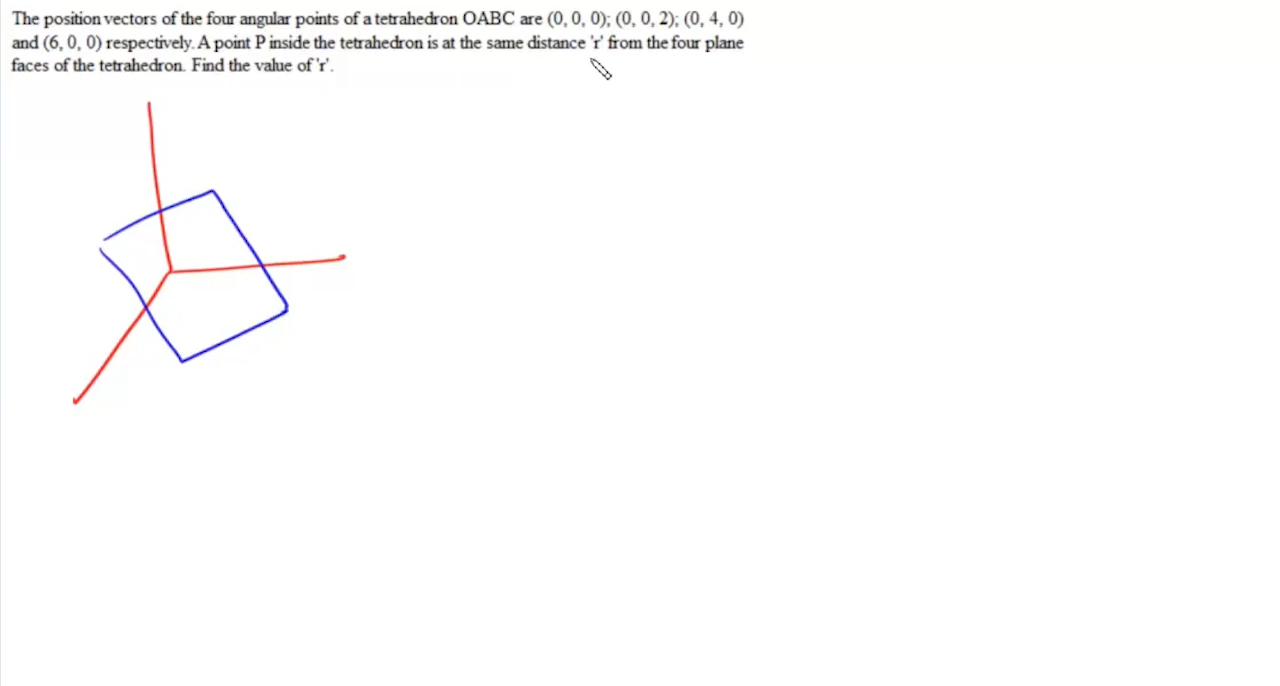 The position vectors of the four angular points of a tetrahedron OABC are (0, 0, 0); (0, 0, 2); (0, 4, 0)
and (6, 0, 0) respectively. A point P inside the tetrahedron is at the same distance 'r' from the four plane
faces of the tetrahedron. Find the value of 'r'.